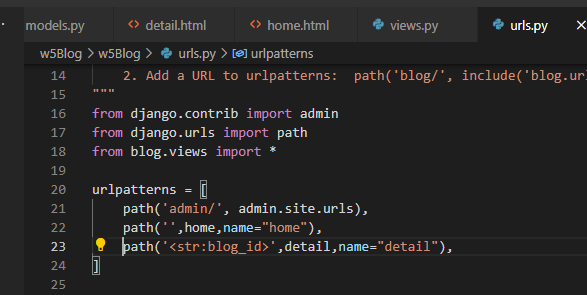 models.py <> detail.html <> home.html views.py urls.py
w5Blog > w5Blog > urls.py > urlpatterns
14 2. Add a URL to urlpatterns:  path('blog/', include('blog.ur
15 """
16 from django.contrib import admin
17 from django.urls import path
18 from blog.views import *
19
20 urlpatterns = [
21     path('admin/', admin.site.urls),
22     path('',home,name="home"),
23     path('<str:blog_id>',detail,name="detail"),
24 ]
25